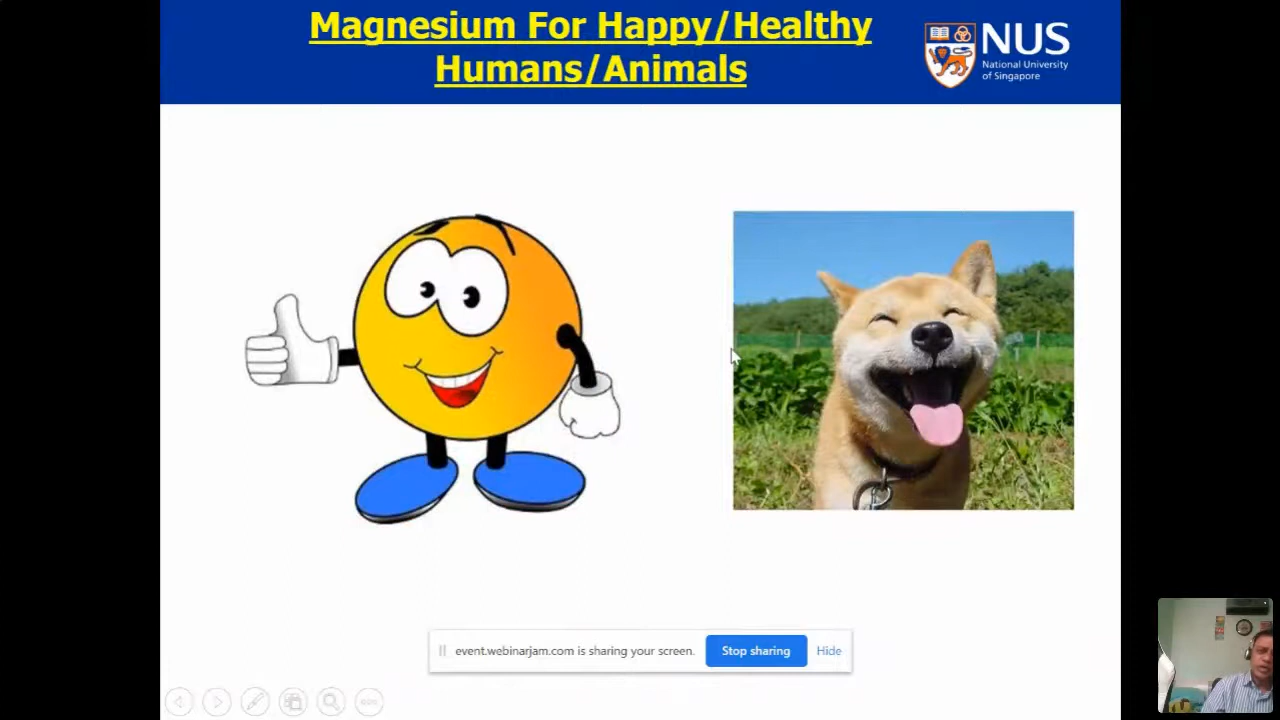 Magnesium For Happy/Healthy
Humans/Animals
NUS
National University
of Singapore
event.webinarjam.com is sharing your screen.
Stop sharing
Hide